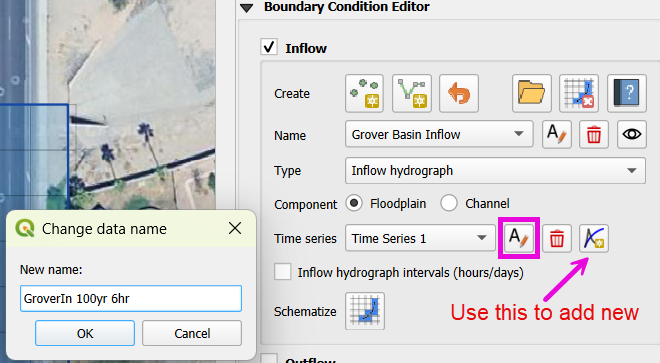 Boundary Condition Editor
Inflow
Create
Name Grover Basin Inflow A
Type Inflow hydrograph
Component Floodplain Channel
Time series Time Series 1 A
Inflow hydrograph intervals (hours/days)
Use this to add new
Schematize
Outflow
Change data name
New name:
GroverIn 100yr 6hr
OK Cancel